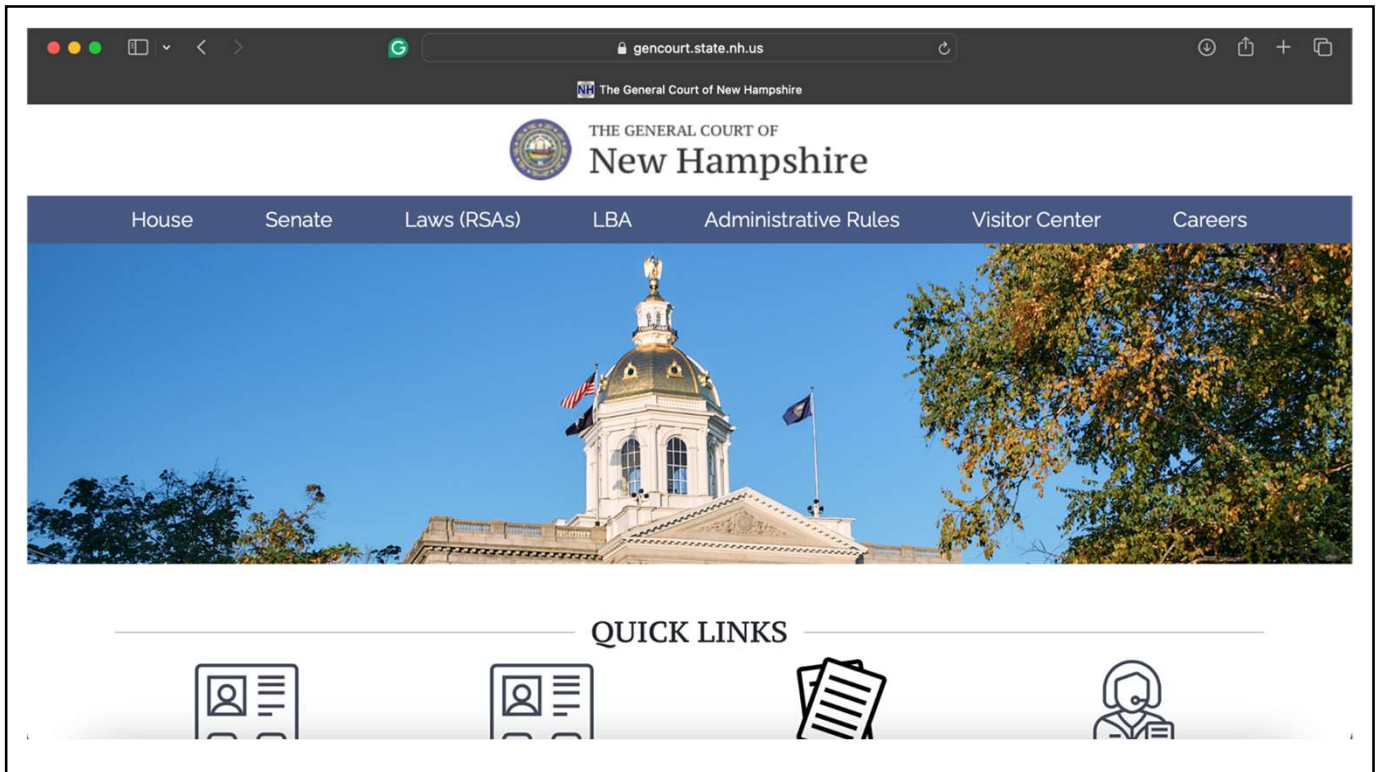 gencourt.state.nh.us
NH The General Court of New Hampshire
THE GENERAL COURT OF
New Hampshire
House Senate Laws (RSAs) LBA Administrative Rules Visitor Center Careers
QUICK LINKS